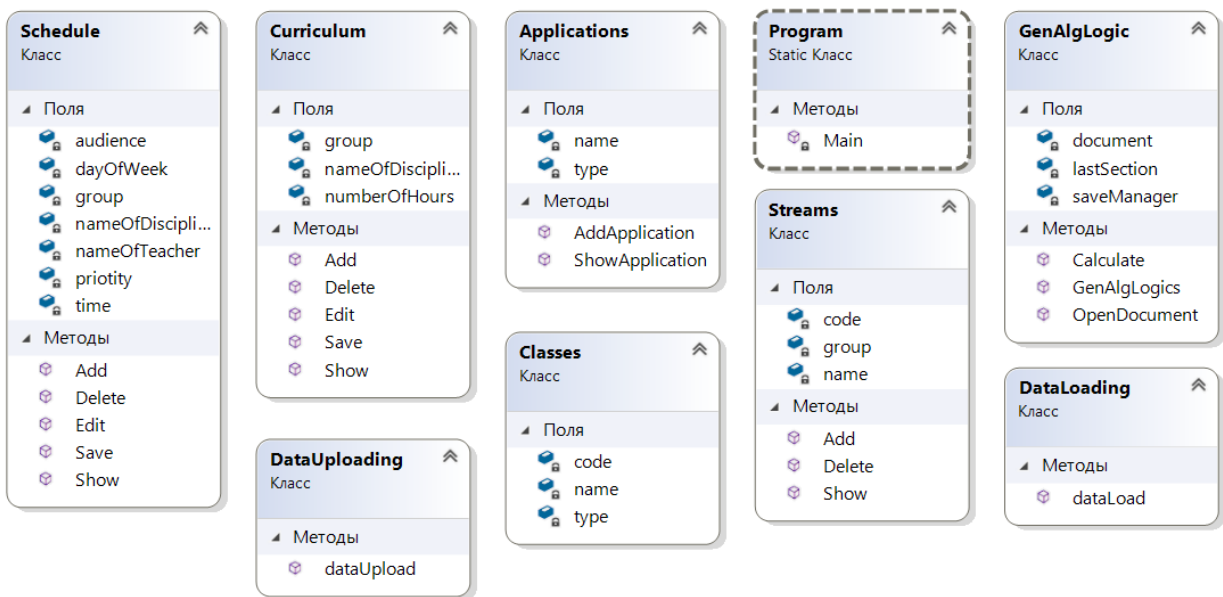 Schedule
Класс
Поля
audience
dayOfWeek
group
nameOfDiscipli...
nameOfTeacher
priotity
time
Методы
Add
Delete
Edit
Save
Show
Curriculum
Класс
Поля
group
nameOfDiscipli...
numberOfHours
Методы
Add
Delete
Edit
Save
Show
DataUploading
Класс
Методы
dataUpload
Applications
Класс
Поля
name
type
Методы
AddApplication
ShowApplication
Classes
Класс
Поля
code
name
type
Program
Static Класс
Методы
Main
Streams
Класс
Поля
code
group
name
Методы
Add
Delete
Show
GenAlgLogic
Класс
Поля
document
lastSection
saveManager
Методы
Calculate
GenAlgLogics
OpenDocument
DataLoading
Класс
Методы
dataLoad